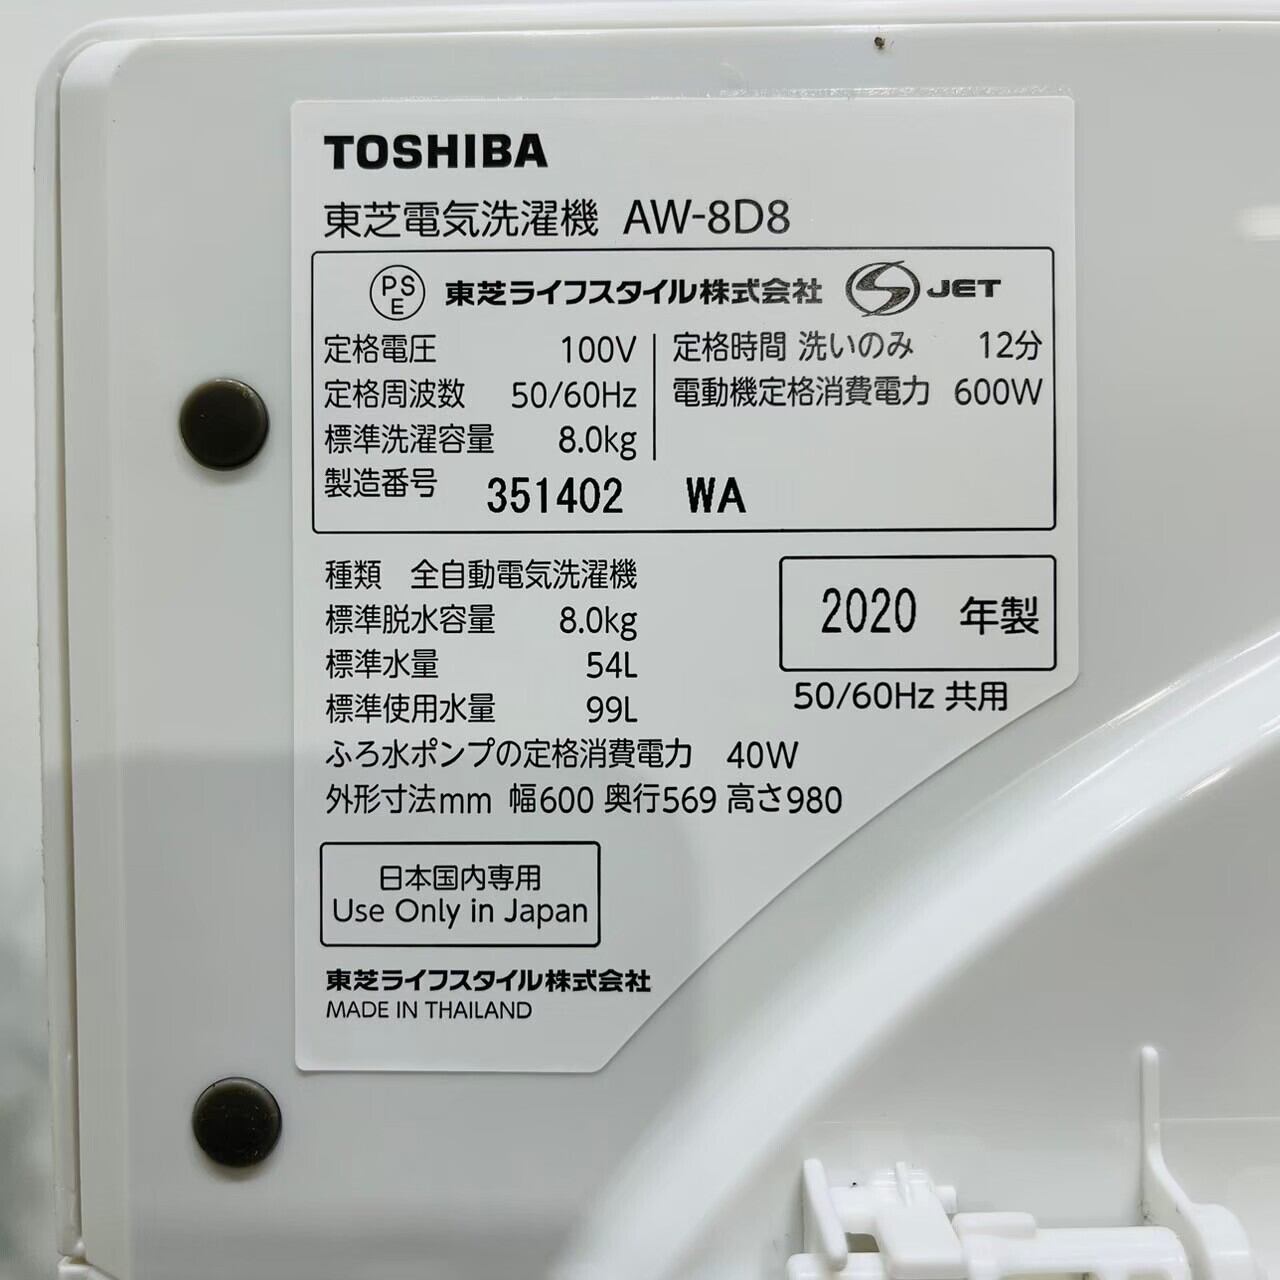 TOSHIBA
東芝電気洗濯機 AW-8D8
PSE 東芝ライフスタイル株式会社 S JET
定格電圧 100V
定格周波数 50/60Hz
標準洗濯容量 8.0kg
定格時間 洗いのみ 12分
電動機定格消費電力 600W
製造番号 351402 WA
種類 全自動電気洗濯機
標準脱水容量 8.0kg
標準水量 54L
標準使用水量 99L
2020 年製
50/60Hz 共用
ふろ水ポンプの定格消費電力 40W
外形寸法mm 幅600 奥行569 高さ980
日本国内専用
Use Only in Japan
東芝ライフスタイル株式会社
MADE IN THAILAND